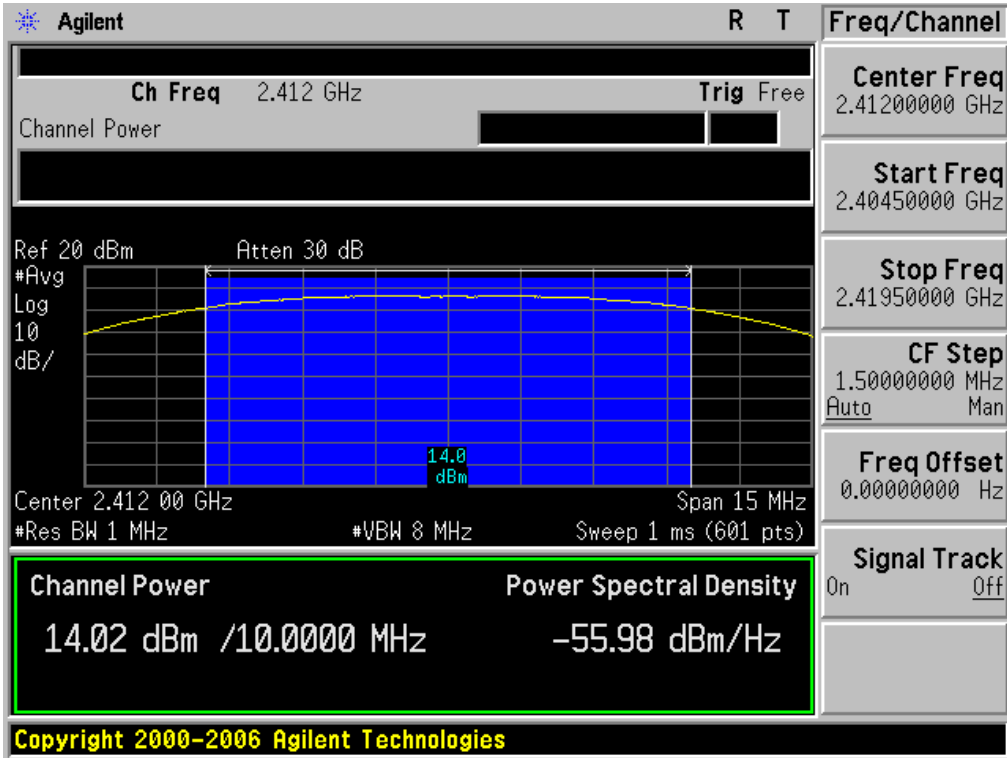 Agilent R T
Freq/Channel
Ch Freq 2.412 GHz Trig Free
Channel Power
Center Freq
2.41200000 GHz
Start Freq
2.40450000 GHz
Stop Freq
2.41950000 GHz
CF Step
1.50000000 MHz
Auto Man
Freq Offset
0.00000000 Hz
Signal Track
On Off
Ref 20 dBm Atten 30 dB
#Avg
Log
10
dB/
14.0
dBm
Center 2.412 00 GHz Span 15 MHz
#Res BW 1 MHz #VBW 8 MHz Sweep 1 ms (601 pts)
Channel Power Power Spectral Density
14.02 dBm /10.0000 MHz -55.98 dBm/Hz
Copyright 2000-2006 Agilent Technologies